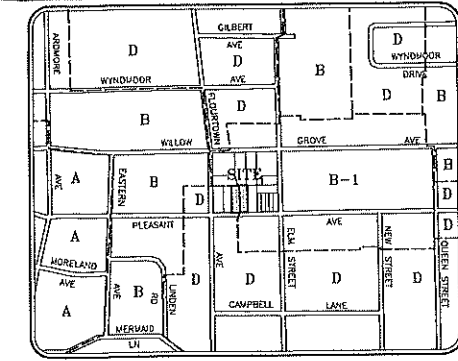 GILBERT
AVE
ARDMORE
D
WYNDMOOR
D
AVE
B
D
WYNDMOOR
DRIVE
D
B
B
FLOURTOWN
D
WILLOW
GROVE AVE
A
AVE
EASTERN
B
D
SITE
B-1
B
D
PLEASANT
AVE
D
A
MORELAND
AVE
A
AVE
B
RD
LINDEN
D
AVE
D
ELM
STREET
D
NEW
STREET
D
QUEEN STREET
CAMPBELL
LANE
MERMAID
LN